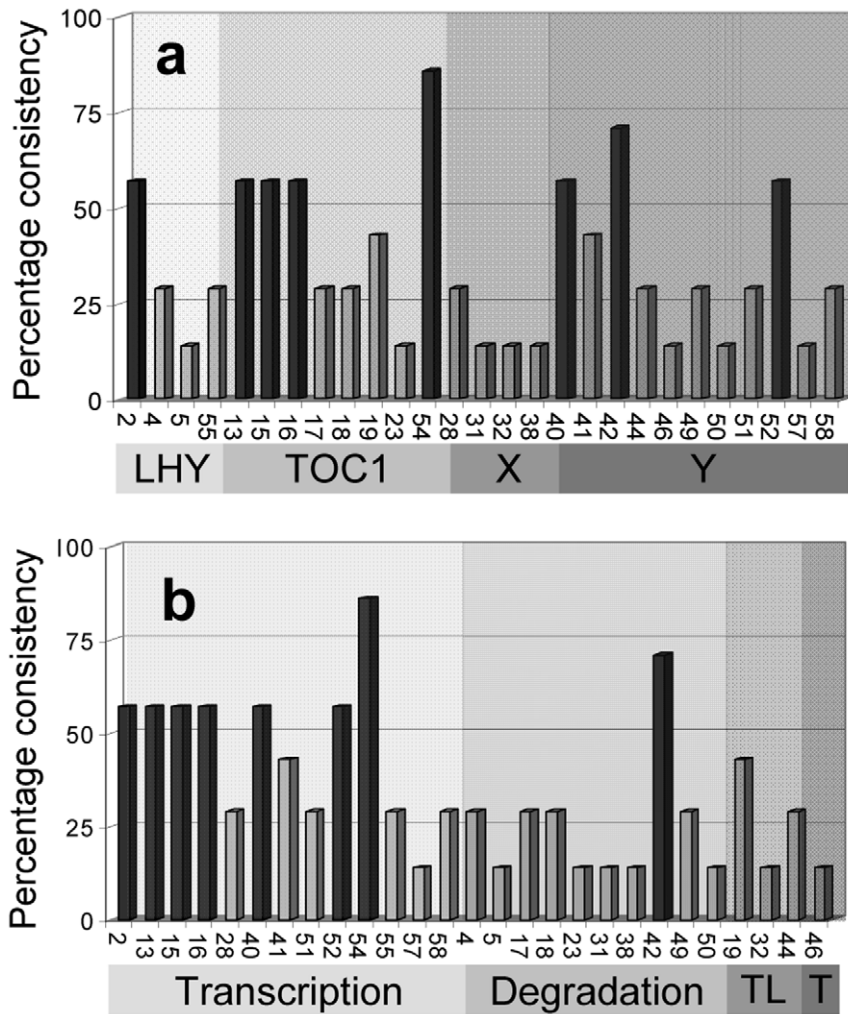 a
Percentage consistency
100
75
50
25
0
2 4 5 55 13 15 16 17 18 19 23 54 28 31 32 38 40 41 42 44 46 49 50 51 52 57 58
LHY TOC1 X Y
b
Percentage consistency
100
75
50
25
0
2 13 15 16 28 40 41 51 52 54 55 57 58 4 5 17 18 23 31 38 42 49 50 19 32 44 46
Transcription Degradation TL T